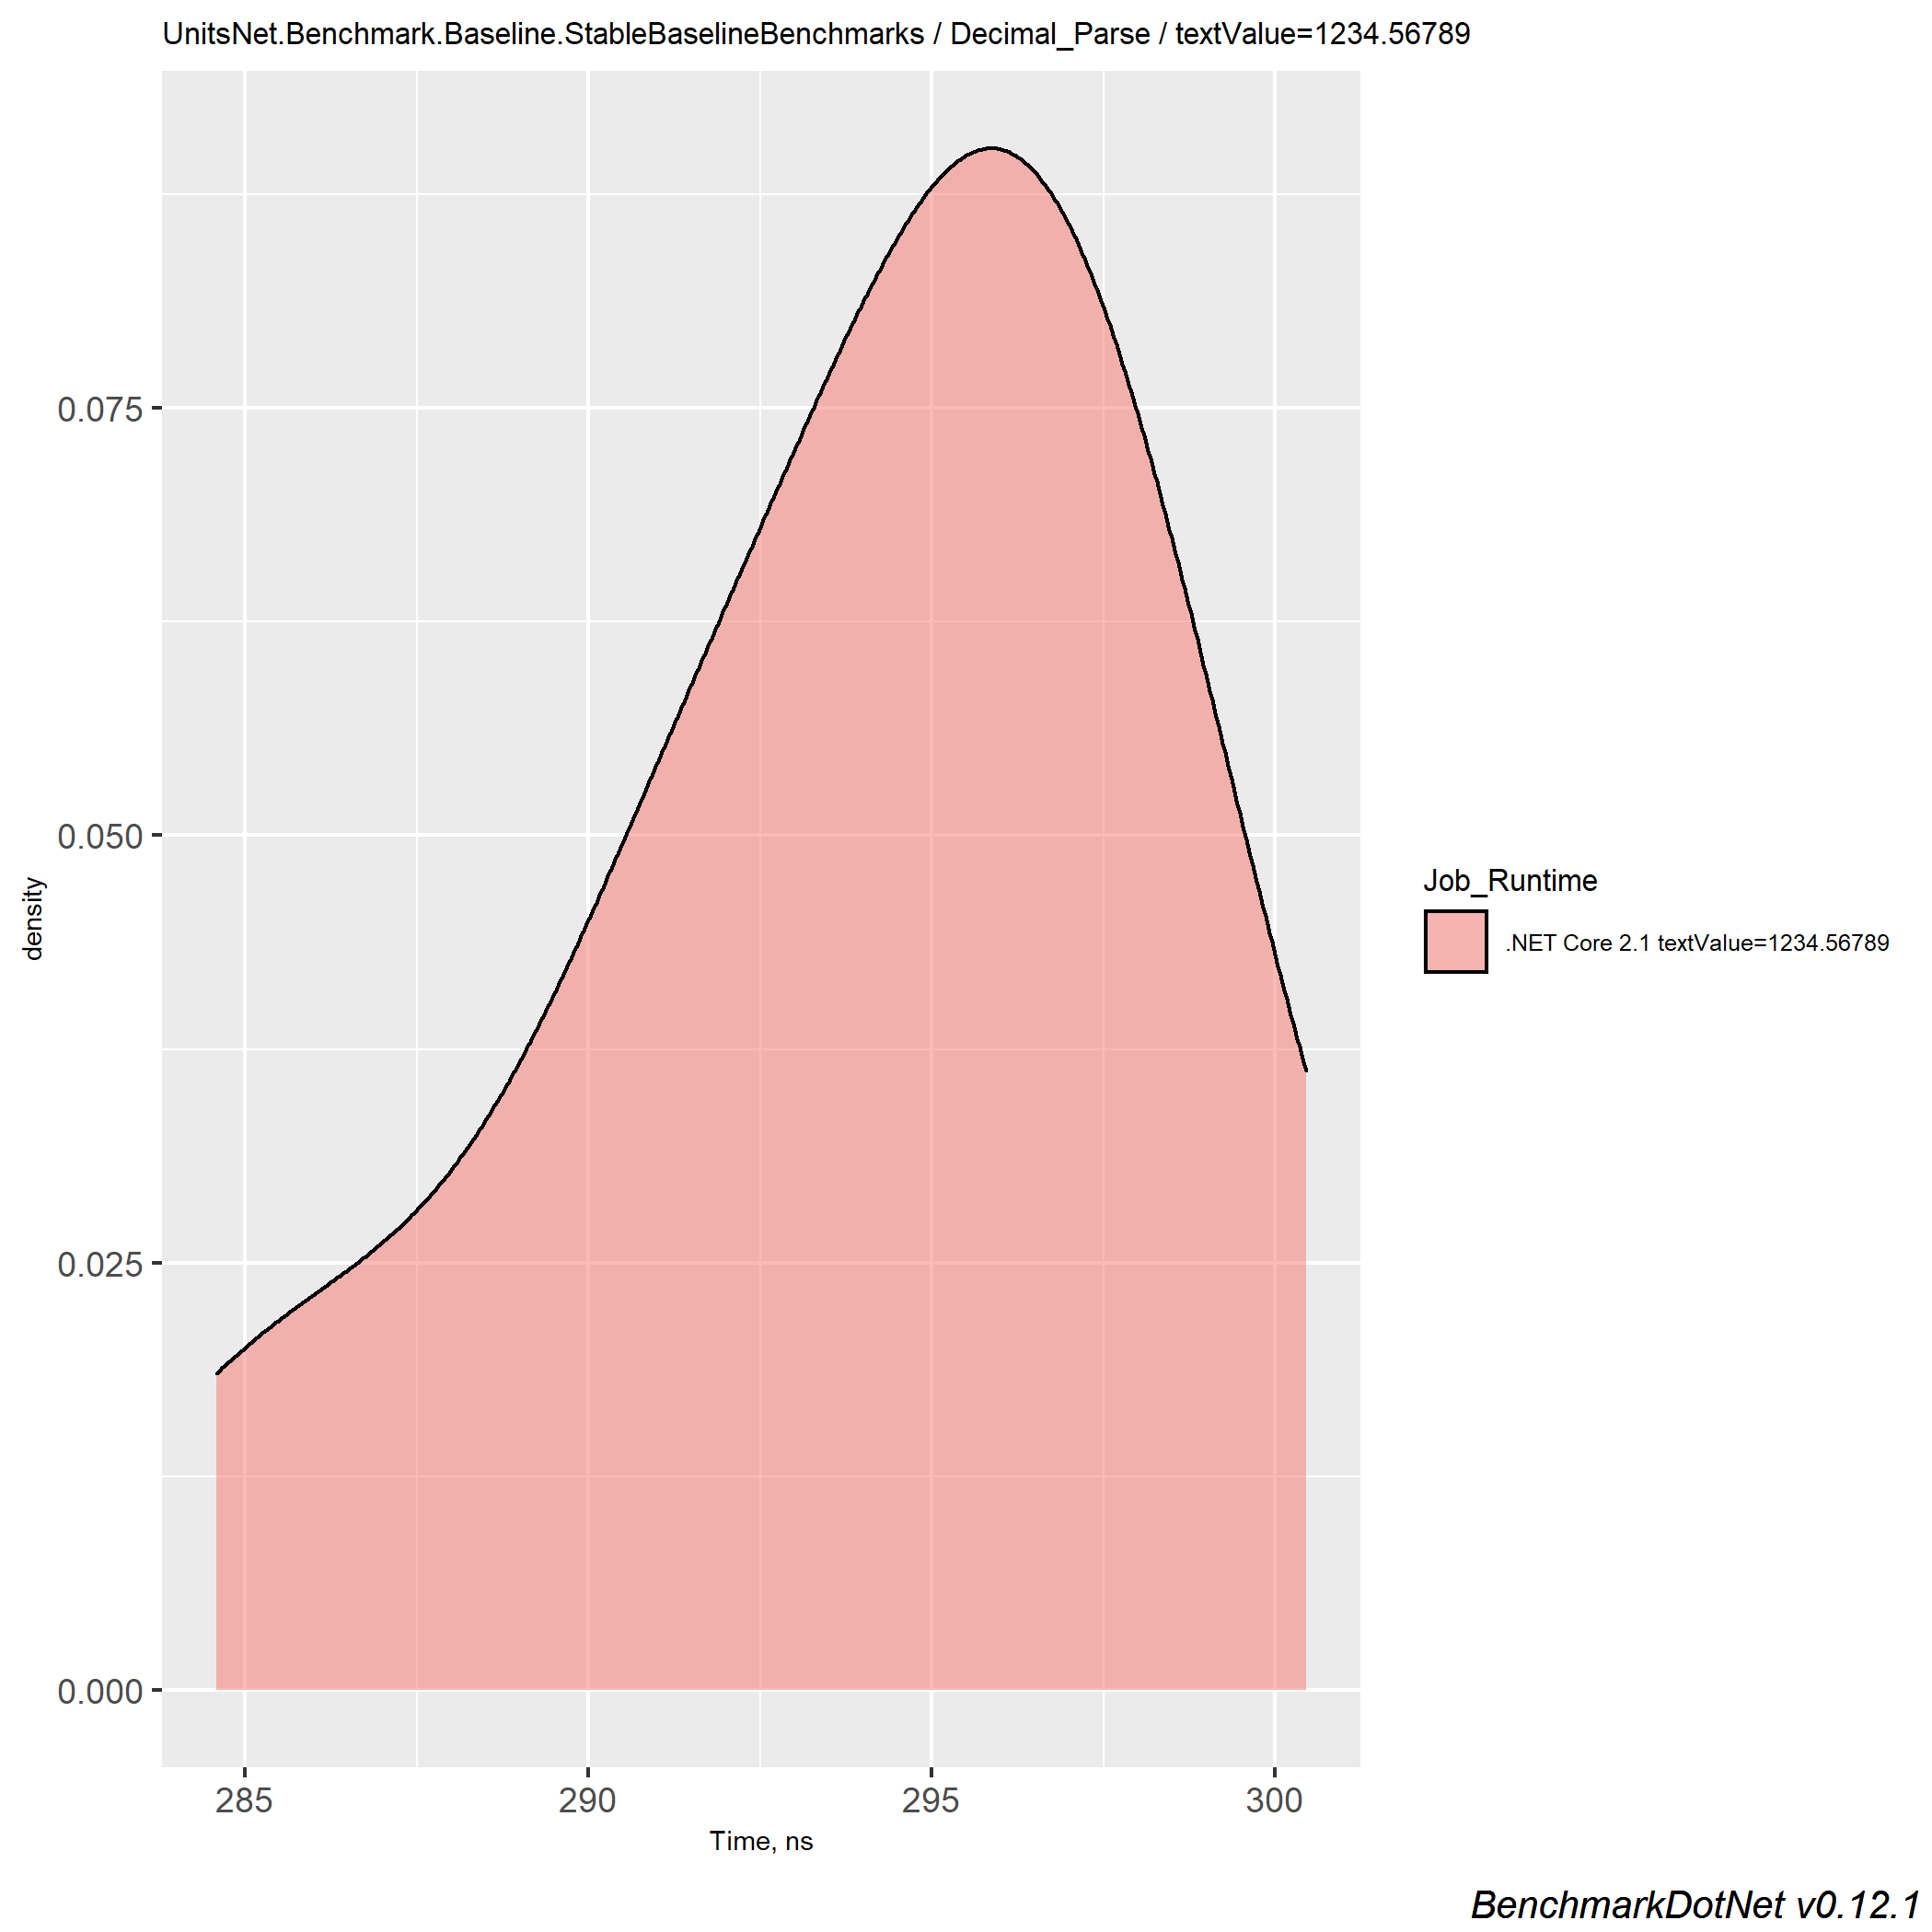 UnitsNet.Benchmark.Baseline.StableBaselineBenchmarks / Decimal_Parse / textValue=1234.56789
0.075
0.050
0.025
0.000
density
285 290 295 300
Time, ns
Job_Runtime
.NET Core 2.1 textValue=1234.56789
BenchmarkDotNet v0.12.1